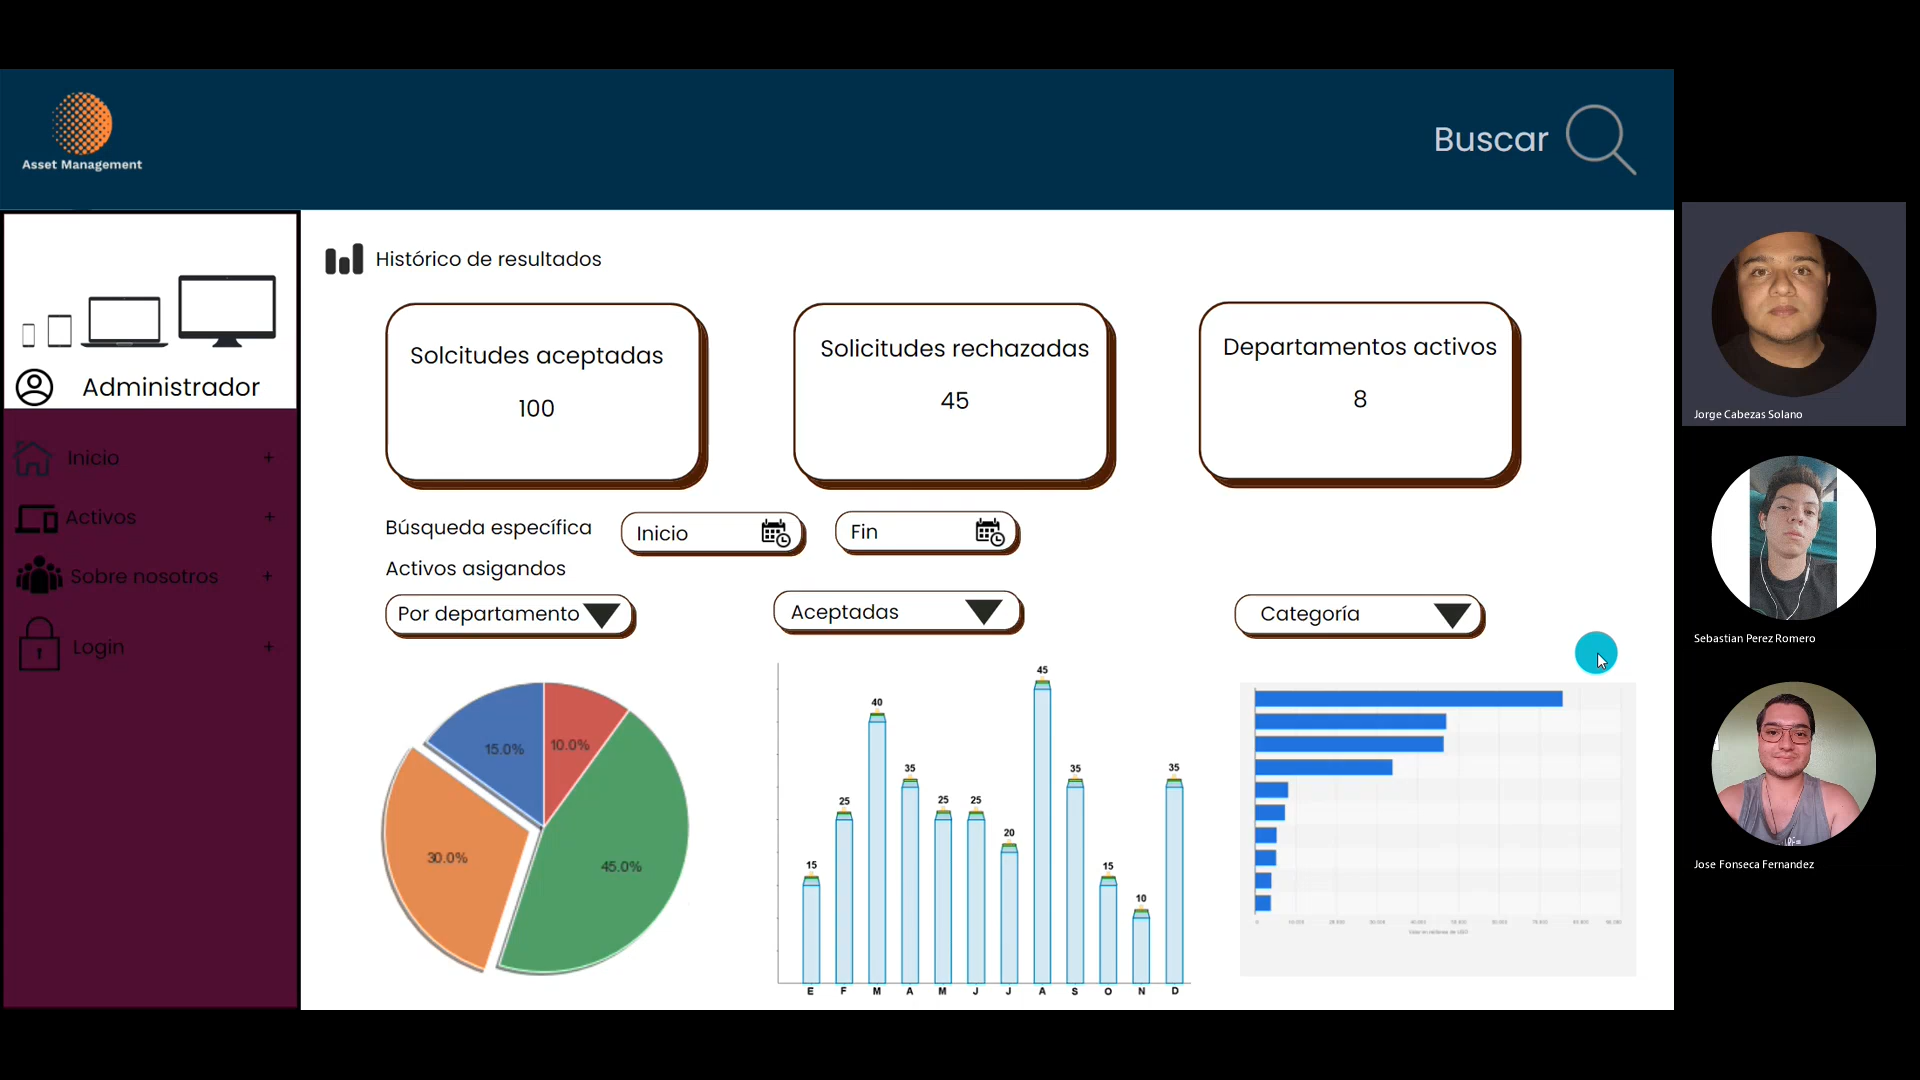 Asset Management
Buscar
Administrador
Inicio +
Activos +
Sobre nosotros +
Login +
Histórico de resultados
Solcitudes aceptadas
100
Solicitudes rechazadas
45
Departamentos activos
8
Búsqueda específica
Inicio
Fin
Activos asigandos
Por departamento
Aceptadas
Categoría
15.0%
10.0%
30.0%
45.0%
15
25
40
35
25
25
20
45
35
15
10
35
E F M A M J J A S O N D
Jorge Cabezas Solano
Sebastian Perez Romero
Jose Fonseca Fernandez